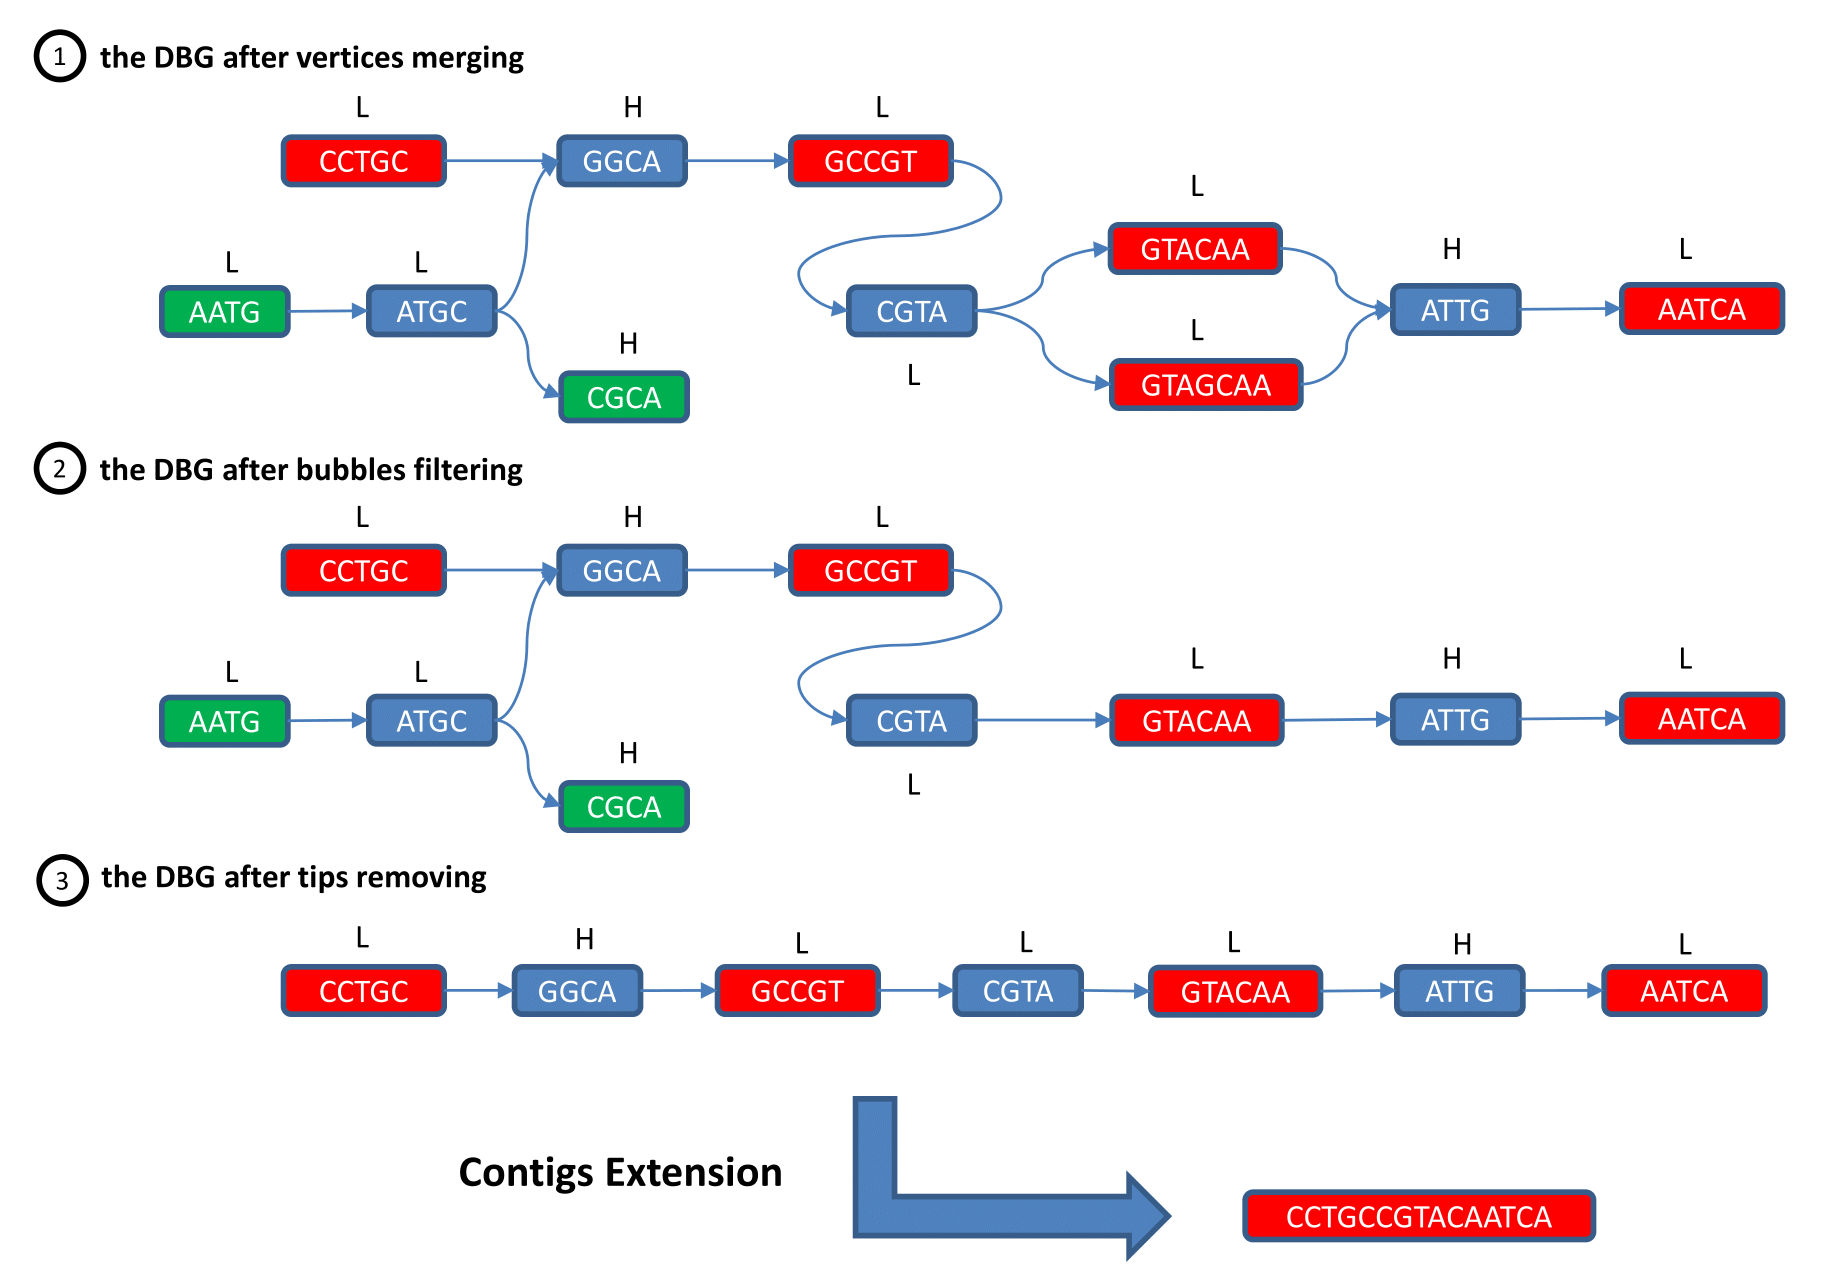 1 the DBG after vertices merging
L H L
CCTGC GGCA GCCGT
L
GTACAA
L L H L
AATG ATGC CGTA ATTG AATCA
H L
L
CGCA GTAGCAA
2 the DBG after bubbles filtering
L H L
CCTGC GGCA GCCGT
L L L H L
AATG ATGC CGTA GTACAA ATTG AATCA
H
L
CGCA
3 the DBG after tips removing
L H L L L H L
CCTGC GGCA GCCGT CGTA GTACAA ATTG AATCA
Contigs Extension
CCTGCCGTACAATCA